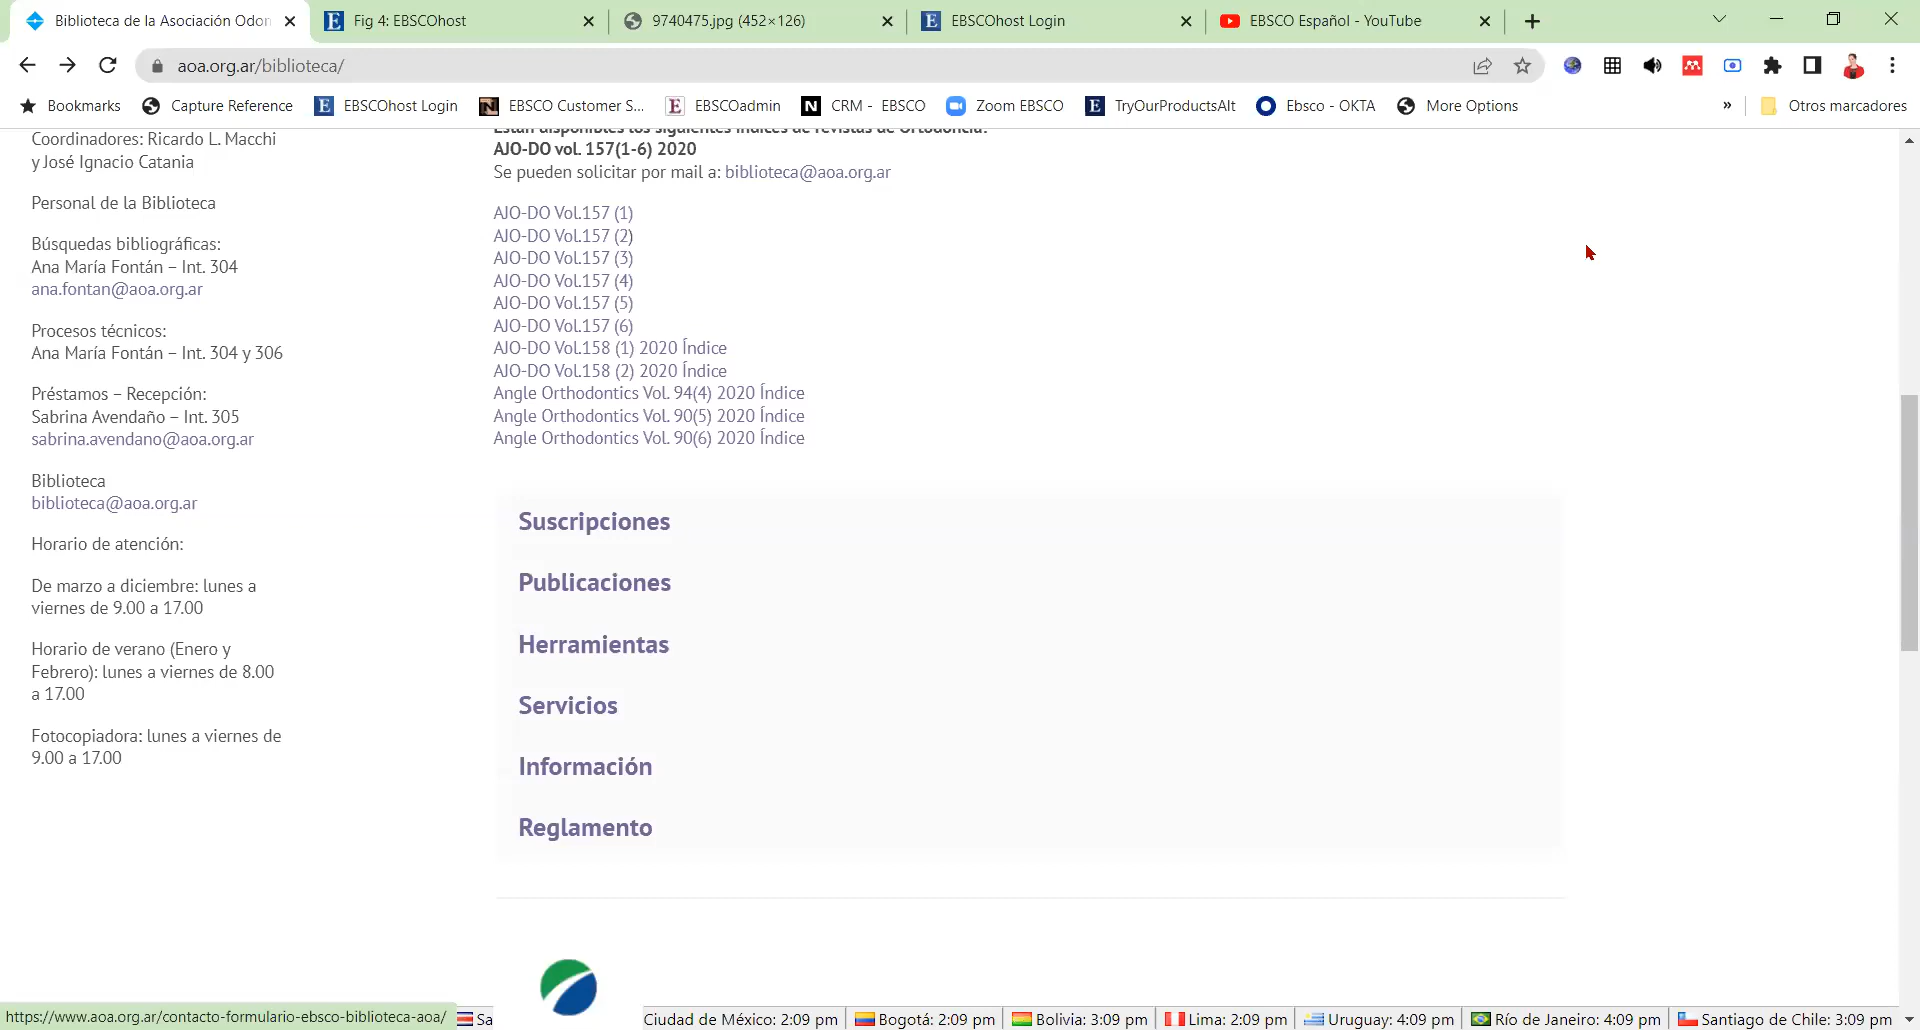 Biblioteca de la Asociación Odon
Fig 4: EBSCOhost
9740475.jpg (452×126)
EBSCOhost Login
EBSCO Español - YouTube
aoa.org.ar/biblioteca/
Bookmarks
Capture Reference
EBSCOhost Login
EBSCO Customer S...
EBSCOadmin
CRM - EBSCO
Zoom EBSCO
TryOurProductsAlt
Ebsco - OKTA
More Options
»
Otros marcadores
Coordinadores: Ricardo L. Macchi
y José Ignacio Catania
Personal de la Biblioteca
Búsquedas bibliográficas:
Ana María Fontán – Int. 304
ana.fontan@aoa.org.ar
Procesos técnicos:
Ana María Fontán – Int. 304 y 306
Préstamos – Recepción:
Sabrina Avendaño – Int. 305
sabrina.avendano@aoa.org.ar
Biblioteca
biblioteca@aoa.org.ar
Horario de atención:
De marzo a diciembre: lunes a
viernes de 9.00 a 17.00
Horario de verano (Enero y
Febrero): lunes a viernes de 8.00
a 17.00
Fotocopiadora: lunes a viernes de
9.00 a 17.00
Están disponibles los siguientes índices de revistas de Ortodoncia:
AJO-DO vol. 157(1-6) 2020
Se pueden solicitar por mail a: biblioteca@aoa.org.ar
AJO-DO Vol.157 (1)
AJO-DO Vol.157 (2)
AJO-DO Vol.157 (3)
AJO-DO Vol.157 (4)
AJO-DO Vol.157 (5)
AJO-DO Vol.157 (6)
AJO-DO Vol.158 (1) 2020 Índice
AJO-DO Vol.158 (2) 2020 Índice
Angle Orthodontics Vol. 94(4) 2020 Índice
Angle Orthodontics Vol. 90(5) 2020 Índice
Angle Orthodontics Vol. 90(6) 2020 Índice
Suscripciones
Publicaciones
Herramientas
Servicios
Información
Reglamento
https://www.aoa.org.ar/contacto-formulario-ebsco-biblioteca-aoa/
Sa
Ciudad de México: 2:09 pm
Bogotá: 2:09 pm
Bolivia: 3:09 pm
Lima: 2:09 pm
Uruguay: 4:09 pm
Río de Janeiro: 4:09 pm
Santiago de Chile: 3:09 pm